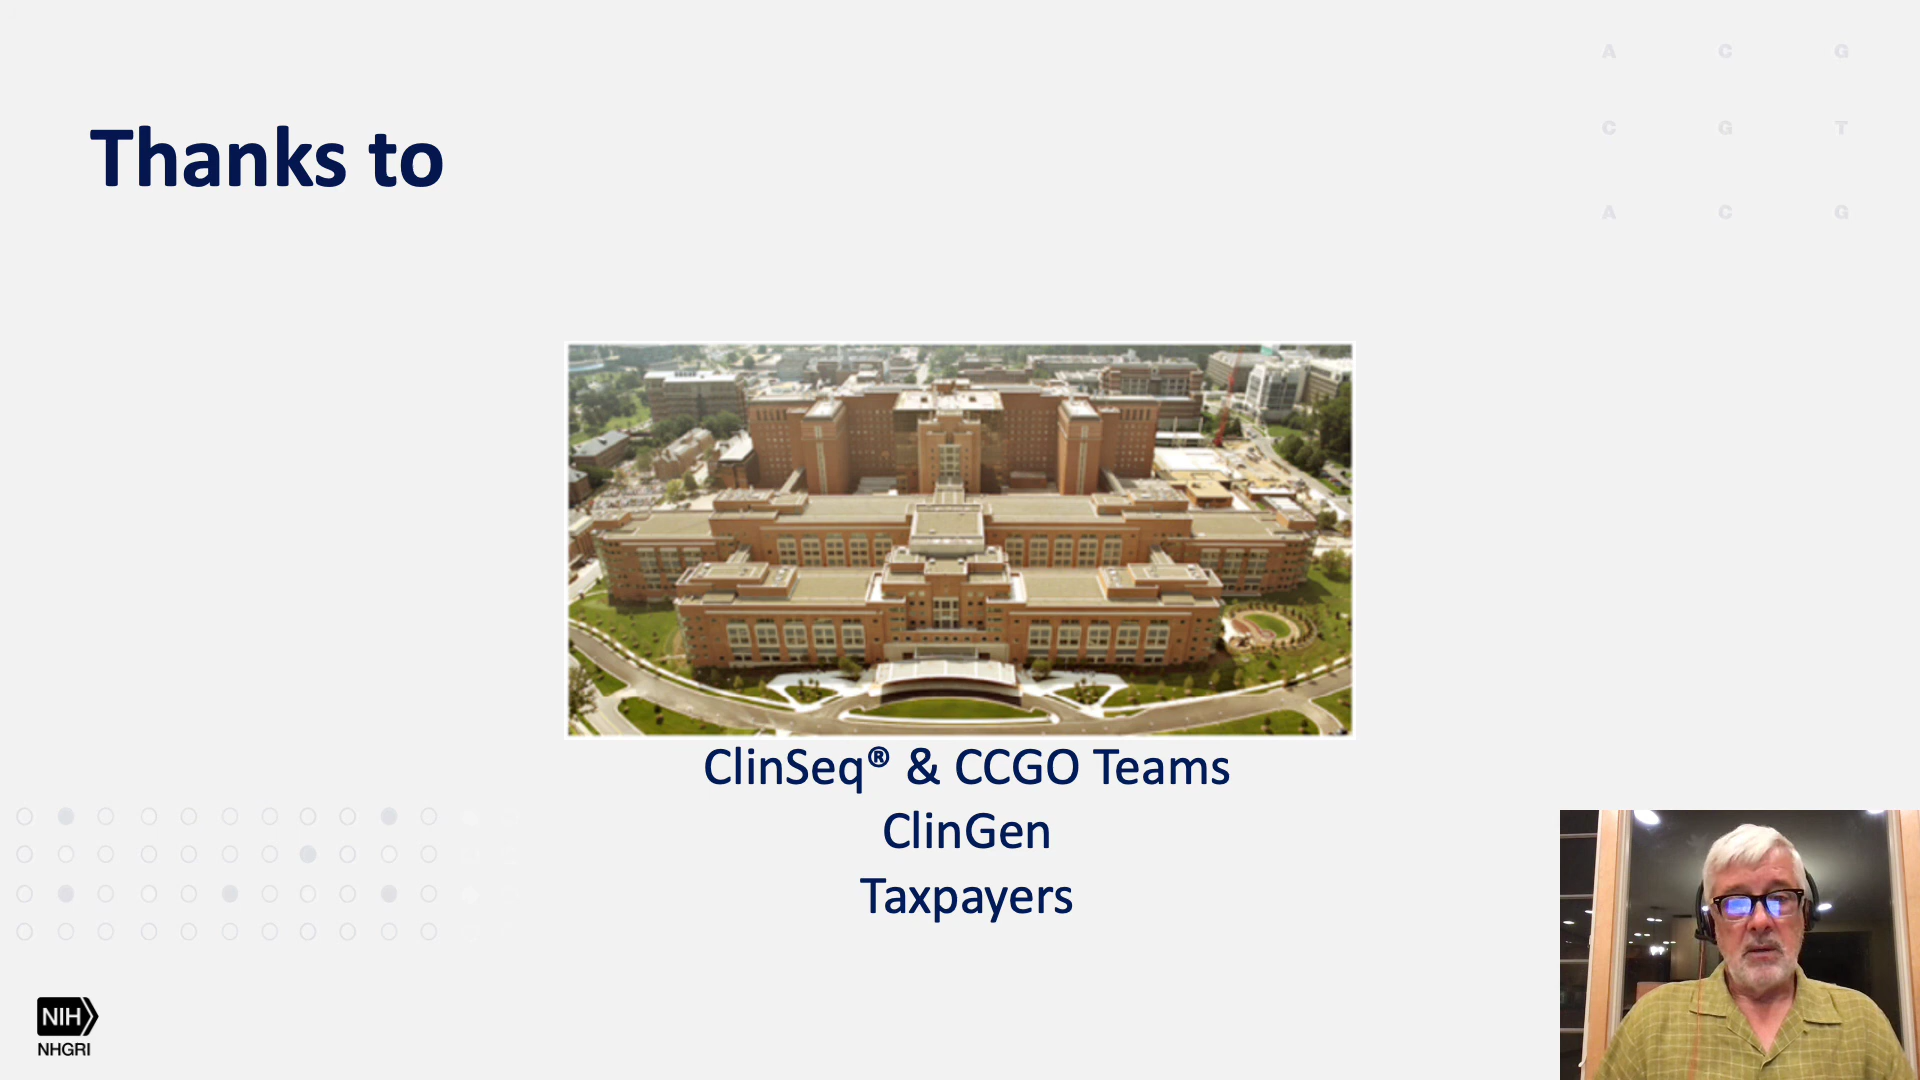 A C G
Thanks to
C G T
A C G
ClinSeq® & CCGO Teams
ClinGen
Taxpayers
NIH
NHGRI